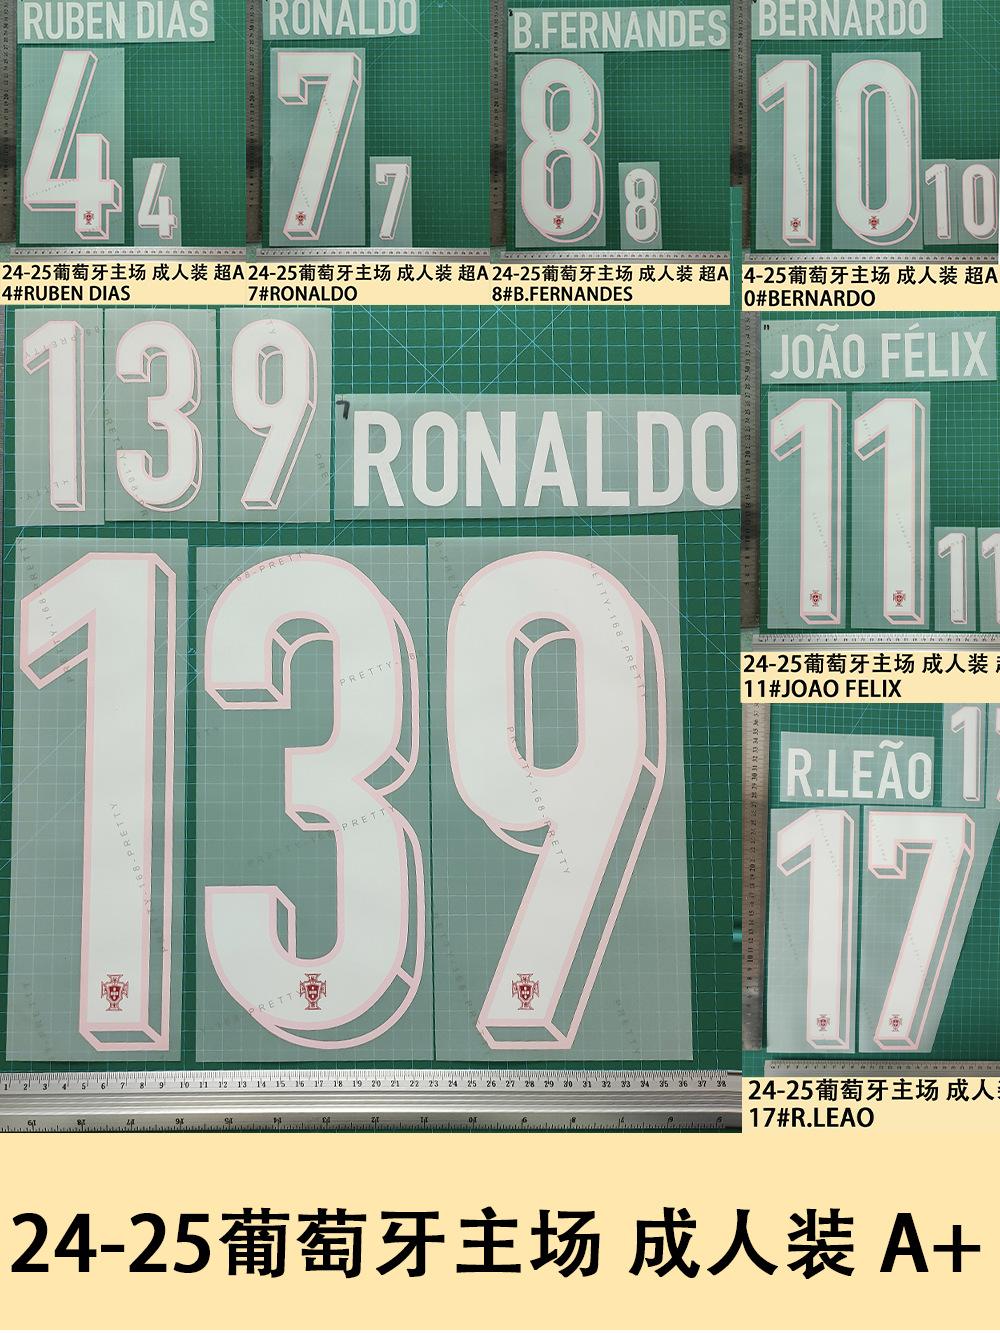 RUBEN DIAS
4
4
24-25葡萄牙主场 成人装 超A
4#RUBEN DIAS
RONALDO
7
7
24-25葡萄牙主场 成人装 超A
7#RONALDO
B.FERNANDES
8
8
24-25葡萄牙主场 成人装 超A
8#B.FERNANDES
BERNARDO
10
10
4-25葡萄牙主场 成人装 超A
0#BERNARDO
139
RONALDO
139
PRETTY-168-PRETTY
JOÃO FÉLIX
11
11
24-25葡萄牙主场 成人装
11#JOAO FELIX
R.LEÃO
1
17
24-25葡萄牙主场 成人
17#R.LEAO
24-25葡萄牙主场 成人装 A+